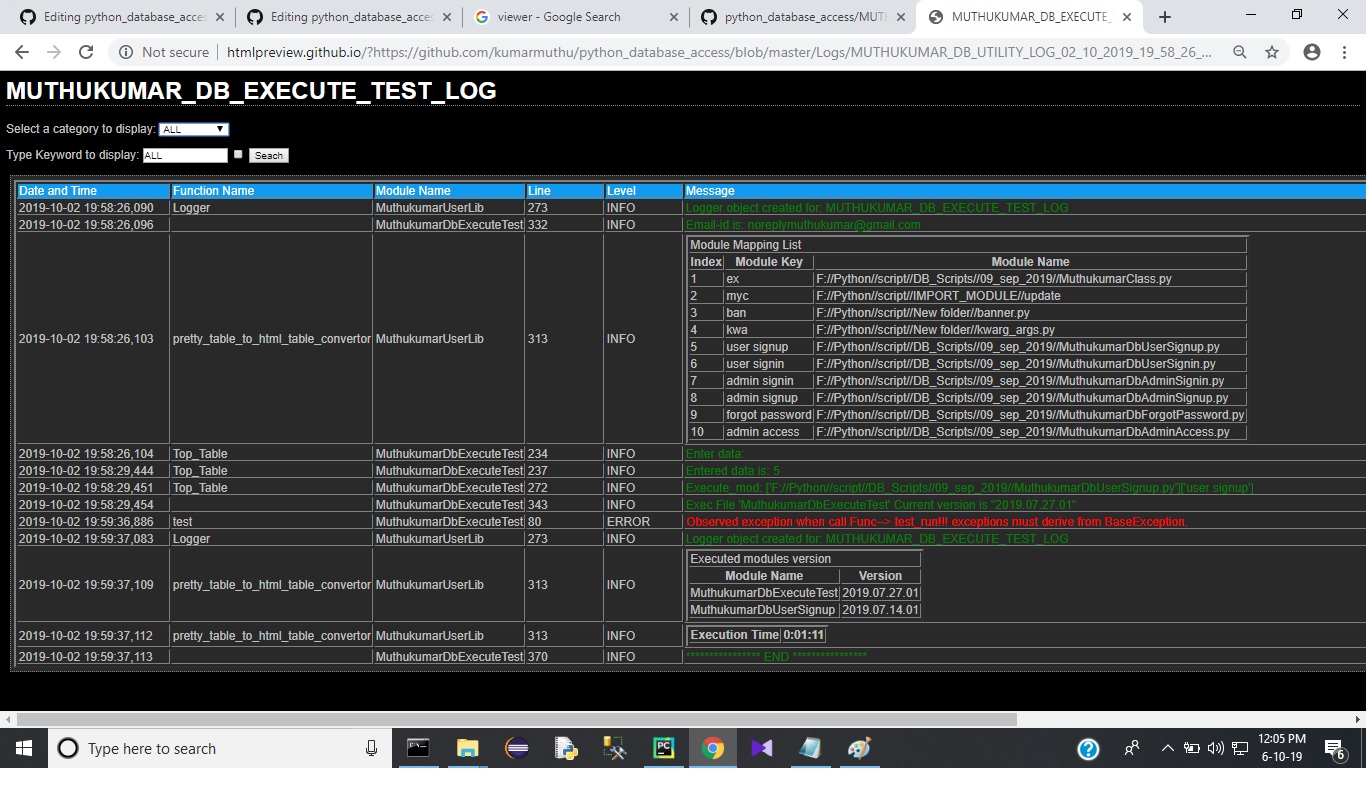 Editing python_database_acces
Editing python_database_acces
viewer - Google Search
python_database_access/MUTH
MUTHUKUMAR_DB_EXECUTE_
Not secure
htmlpreview.github.io/?https://github.com/kumarmuthu/python_database_access/blob/master/Logs/MUTHUKUMAR_DB_UTILITY_LOG_02_10_2019_19_58_26_...
MUTHUKUMAR_DB_EXECUTE_TEST_LOG
Select a category to display: ALL
Type Keyword to display: ALL Seach
Date and Time Function Name Module Name Line Level Message
2019-10-02 19:58:26,090 Logger MuthukumarUserLib 273 INFO Logger object created for: MUTHUKUMAR_DB_EXECUTE_TEST_LOG
2019-10-02 19:58:26,096 MuthukumarDbExecuteTest 332 INFO Email-id is: noreplymuthukumar@gmail.com
2019-10-02 19:58:26,103 pretty_table_to_html_table_convertor MuthukumarUserLib 313 INFO
Module Mapping List
Index Module Key Module Name
1 ex F://Python//script//DB_Scripts//09_sep_2019//MuthukumarClass.py
2 myc F://Python//script//IMPORT_MODULE//update
3 ban F://Python//script//New folder//banner.py
4 kwa F://Python//script//New folder//kwarg_args.py
5 user signup F://Python//script//DB_Scripts//09_sep_2019//MuthukumarDbUserSignup.py
6 user signin F://Python//script//DB_Scripts//09_sep_2019//MuthukumarDbUserSignin.py
7 admin signin F://Python//script//DB_Scripts//09_sep_2019//MuthukumarDbAdminSignin.py
8 admin signup F://Python//script//DB_Scripts//09_sep_2019//MuthukumarDbAdminSignup.py
9 forgot password F://Python//script//DB_Scripts//09_sep_2019//MuthukumarDbForgotPassword.py
10 admin access F://Python//script//DB_Scripts//09_sep_2019//MuthukumarDbAdminAccess.py
2019-10-02 19:58:26,104 Top_Table MuthukumarDbExecuteTest 234 INFO Enter data:
2019-10-02 19:58:29,444 Top_Table MuthukumarDbExecuteTest 237 INFO Entered data is: 5
2019-10-02 19:58:29,451 Top_Table MuthukumarDbExecuteTest 272 INFO Execute_mod: ['F://Python//script//DB_Scripts//09_sep_2019//MuthukumarDbUserSignup.py']['user signup']
2019-10-02 19:58:29,454 MuthukumarDbExecuteTest 343 INFO Exec File 'MuthukumarDbExecuteTest' Current version is "2019.07.27.01"
2019-10-02 19:59:36,886 test MuthukumarDbExecuteTest 80 ERROR Observed exception when call Func--> test_run!!! exceptions must derive from BaseException.
2019-10-02 19:59:37,083 Logger MuthukumarUserLib 273 INFO Logger object created for: MUTHUKUMAR_DB_EXECUTE_TEST_LOG
2019-10-02 19:59:37,109 pretty_table_to_html_table_convertor MuthukumarUserLib 313 INFO
Executed modules version
Module Name Version
MuthukumarDbExecuteTest 2019.07.27.01
MuthukumarDbUserSignup 2019.07.14.01
2019-10-02 19:59:37,112 pretty_table_to_html_table_convertor MuthukumarUserLib 313 INFO Execution Time 0:01:11
2019-10-02 19:59:37,113 MuthukumarDbExecuteTest 370 INFO **************** END ****************
Type here to search
PC
12:05 PM
6-10-19
6